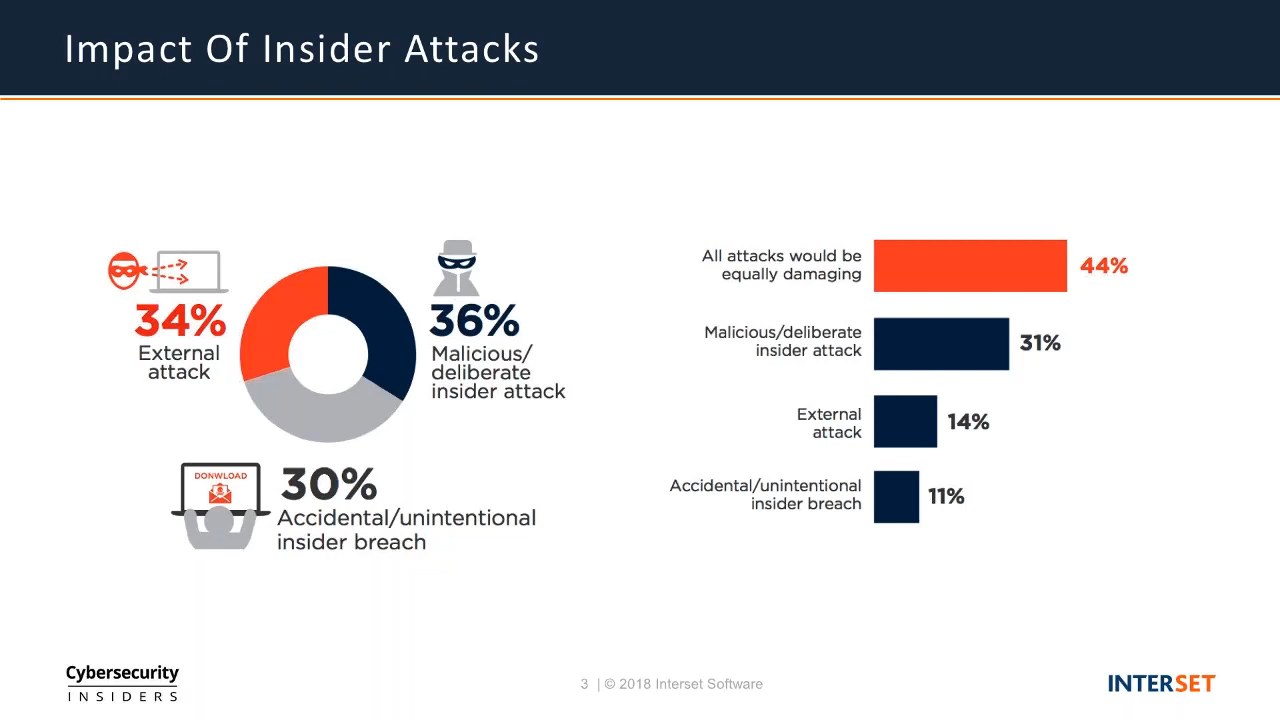 Impact Of Insider Attacks
34%
External
attack
36%
Malicious/
deliberate
insider attack
DONWLOAD
30%
Accidental/unintentional
insider breach
All attacks would be
equally damaging
44%
Malicious/deliberate
insider attack
31%
External
attack
14%
Accidental/unintentional
insider breach
11%
Cybersecurity
INSIDERS
3 | © 2018 Interset Software
INTERSET